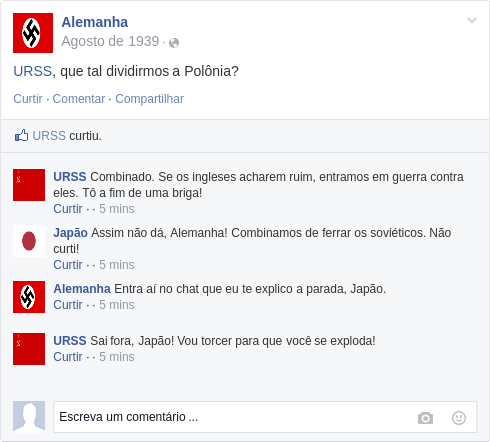 Alemanha
Agosto de 1939 ·
URSS, que tal dividirmos a Polônia?
Curtir · Comentar · Compartilhar
URSS curtiu.
URSS Combinado. Se os ingleses acharem ruim, entramos em guerra contra
eles. Tô a fim de uma briga!
Curtir · · 5 mins
Japão Assim não dá, Alemanha! Combinamos de ferrar os soviéticos. Não
curti!
Curtir · · 5 mins
Alemanha Entra aí no chat que eu te explico a parada, Japão.
Curtir · · 5 mins
URSS Sai fora, Japão! Vou torcer para que você se exploda!
Curtir · · 5 mins
Escreva um comentário ...